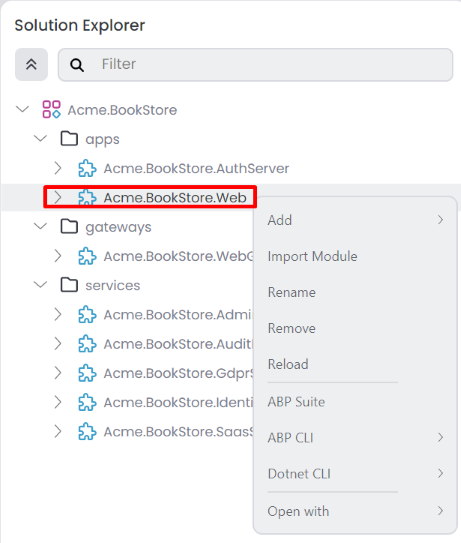 Solution Explorer
Filter
Acme.BookStore
apps
Acme.BookStore.AuthServer
Acme.BookStore.Web
Add
gateways
Acme.BookStore.WebG
Import Module
services
Rename
Acme.BookStore.Admi
Remove
Acme.BookStore.Audit
Reload
Acme.BookStore.GdprS
ABP Suite
Acme.BookStore.Identi
ABP CLI
Acme.BookStore.SaasS
Dotnet CLI
Open with